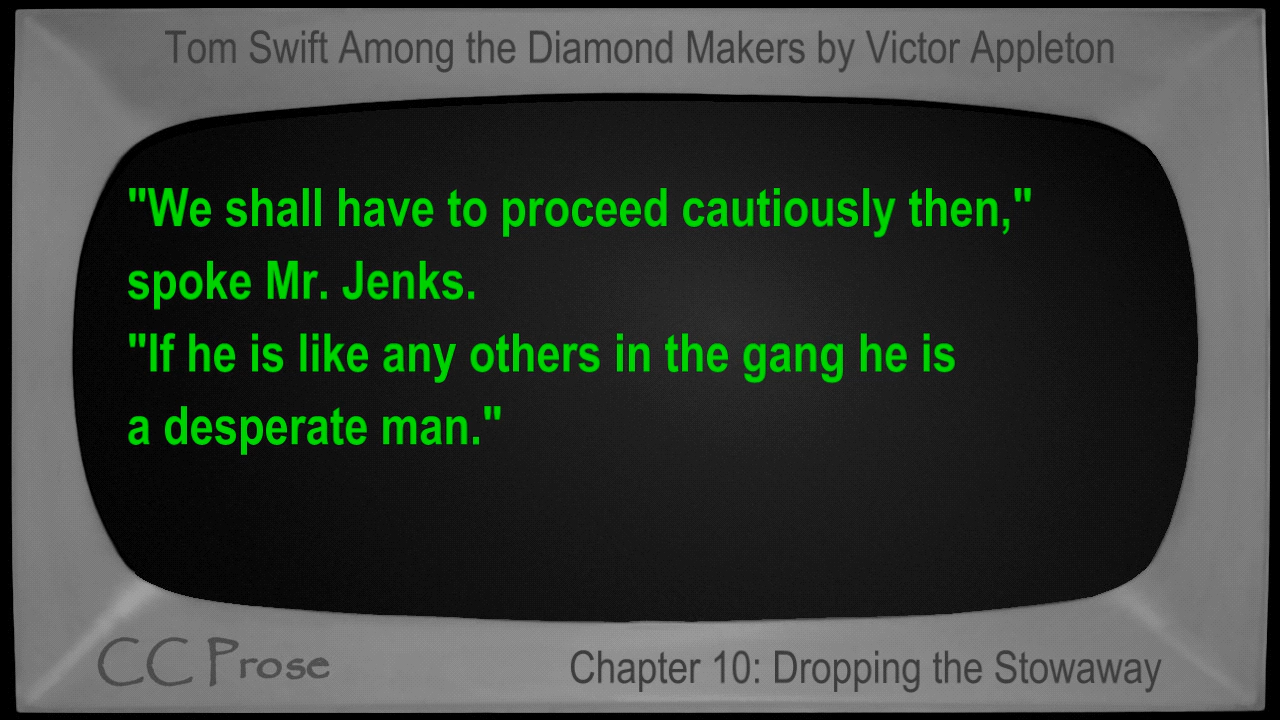 Tom Swift Among the Diamond Makers by Victor Appleton
"We shall have to proceed cautiously then,"
spoke Mr. Jenks.
"If he is like any others in the gang he is
a desperate man."
CC Prose
Chapter 10: Dropping the Stowaway